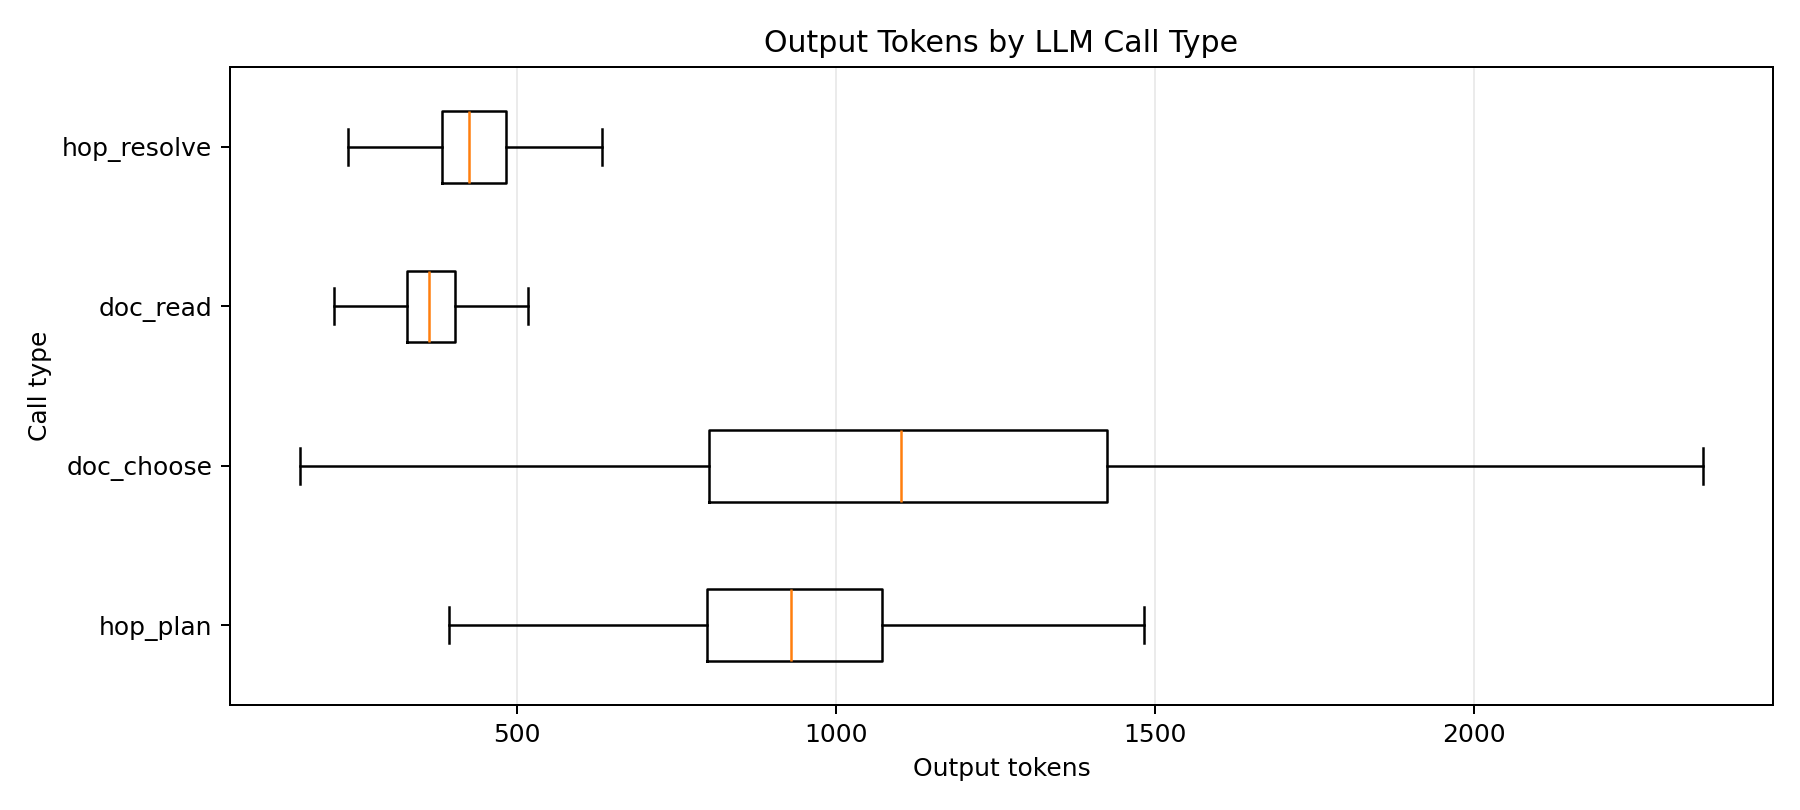 Output Tokens by LLM Call Type
Call type
hop_resolve
doc_read
doc_choose
hop_plan
500 1000 1500 2000
Output tokens